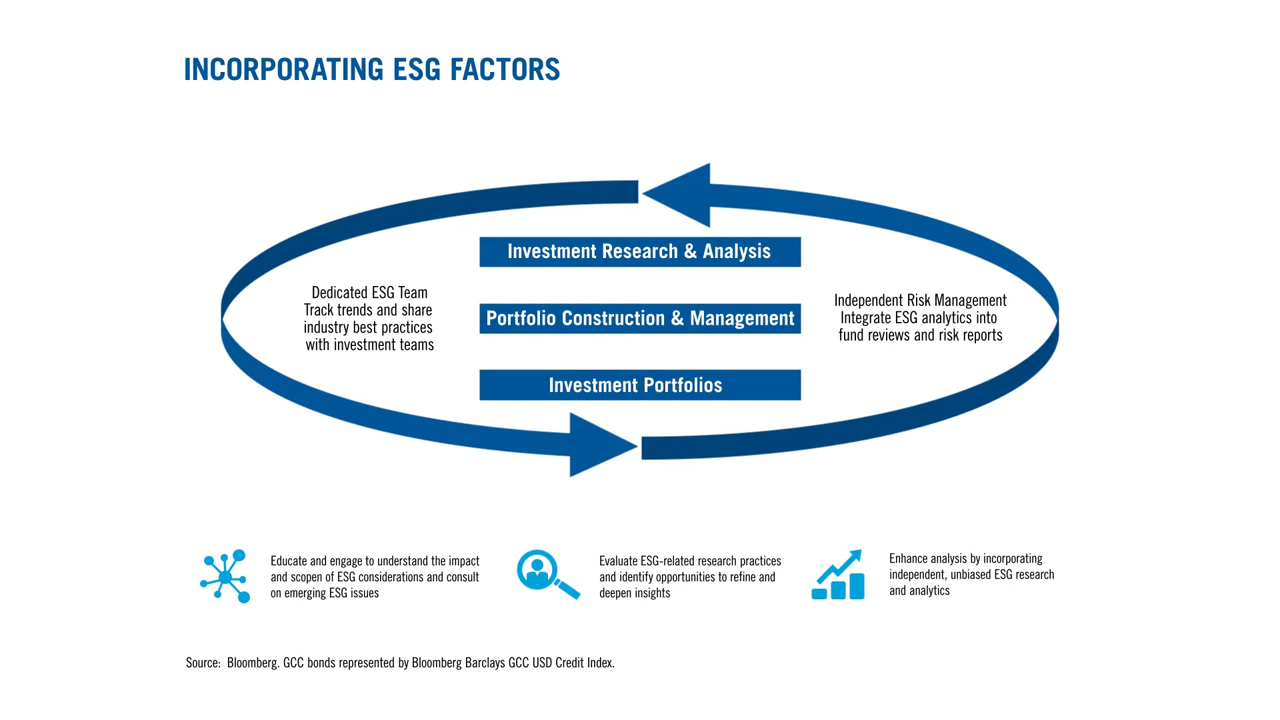 INCORPORATING ESG FACTORS
Investment Research & Analysis
Dedicated ESG Team
Track trends and share
industry best practices
with investment teams
Portfolio Construction & Management
Independent Risk Management
Integrate ESG analytics into
fund reviews and risk reports
Investment Portfolios
Educate and engage to understand the impact
and scopen of ESG considerations and consult
on emerging ESG issues
Evaluate ESG-related research practices
and identify opportunities to refine and
deepen insights
Enhance analysis by incorporating
independent, unbiased ESG research
and analytics
Source: Bloomberg. GCC bonds represented by Bloomberg Barclays GCC USD Credit Index.